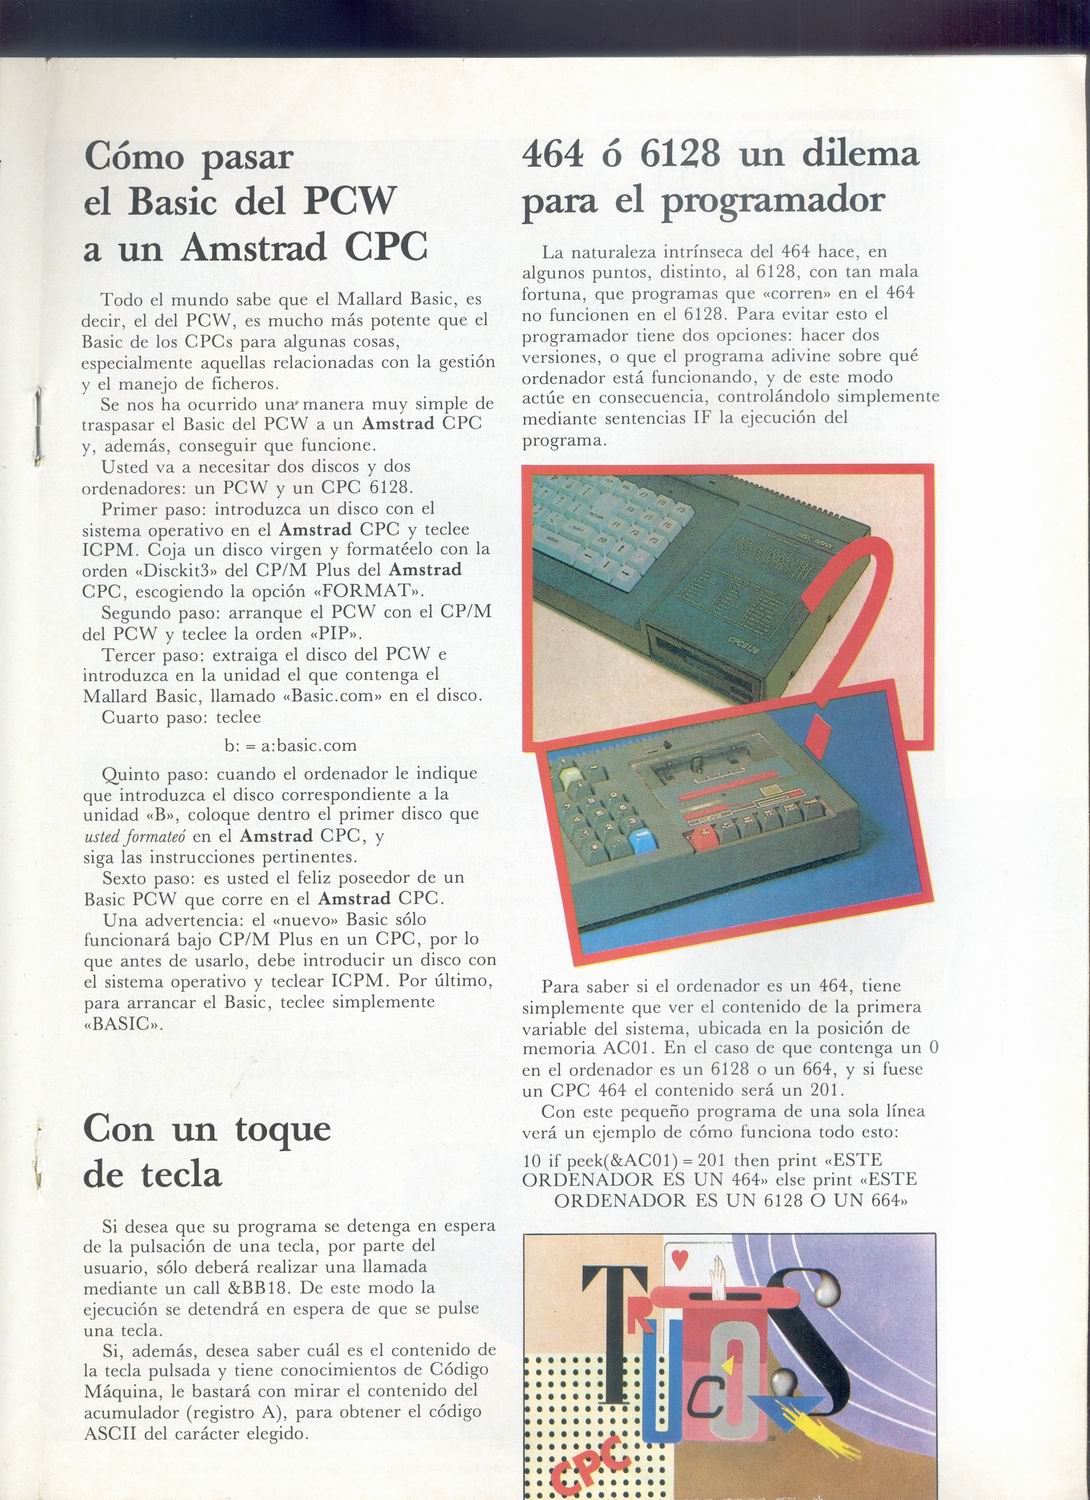 Cómo pasar
el Basic del PCW
a un Amstrad CPC
Todo el mundo sabe que el Mallard Basic, es
decir, el del PCW, es mucho más potente que el
Basic de los CPCs para algunas cosas,
especialmente aquellas relacionadas con la gestión
y el manejo de ficheros.
Se nos ha ocurrido una manera muy simple de
traspasar el Basic del PCW a un Amstrad CPC
y, además, conseguir que funcione.
Usted va a necesitar dos discos y dos
ordenadores: un PCW y un CPC 6128.
Primer paso: introduzca un disco con el
sistema operativo en el Amstrad CPC y teclee
ICPM. Coja un disco virgen y formatéelo con la
orden «Disckit3» del CP/M Plus del Amstrad
CPC, escogiendo la opción «FORMAT».
Segundo paso: arranque el PCW con el CP/M
del PCW y teclee la orden «PIP».
Tercer paso: extraiga el disco del PCW e
introduzca en la unidad el que contenga el
Mallard Basic, llamado «Basic.com» en el disco.
Cuarto paso: teclee
b: = a:basic.com
Quinto paso: cuando el ordenador le indique
que introduzca el disco correspondiente a la
unidad «B», coloque dentro el primer disco que
usted formateó en el Amstrad CPC, y
siga las instrucciones pertinentes.
Sexto paso: es usted el feliz poseedor de un
Basic PCW que corre en el Amstrad CPC.
Una advertencia: el «nuevo» Basic sólo
funcionará bajo CP/M Plus en un CPC, por lo
que antes de usarlo, debe introducir un disco con
el sistema operativo y teclear ICPM. Por último,
para arrancar el Basic, teclee simplemente
«BASIC».
Con un toque
de tecla
Si desea que su programa se detenga en espera
de la pulsación de una tecla, por parte del
usuario, sólo deberá realizar una llamada
mediante un call &BB18. De este modo la
ejecución se detendrá en espera de que se pulse
una tecla.
Si, además, desea saber cuál es el contenido de
la tecla pulsada y tiene conocimientos de Código
Máquina, le bastará con mirar el contenido del
acumulador (registro A), para obtener el código
ASCII del carácter elegido.
464 ó 6128 un dilema
para el programador
La naturaleza intrínseca del 464 hace, en
algunos puntos, distinto, al 6128, con tan mala
fortuna, que programas que «corren» en el 464
no funcionen en el 6128. Para evitar esto el
programador tiene dos opciones: hacer dos
versiones, o que el programa adivine sobre qué
ordenador está funcionando, y de este modo
actúe en consecuencia, controlándolo simplemente
mediante sentencias IF la ejecución del
programa.
DISC DRIVE
CPC6128
Para saber si el ordenador es un 464, tiene
simplemente que ver el contenido de la primera
variable del sistema, ubicada en la posición de
memoria AC01. En el caso de que contenga un 0
en el ordenador es un 6128 o un 664, y si fuese
un CPC 464 el contenido será un 201.
Con este pequeño programa de una sola línea
verá un ejemplo de cómo funciona todo esto:
10 if peek(&AC01) = 201 then print «ESTE
ORDENADOR ES UN 464» else print «ESTE
ORDENADOR ES UN 6128 O UN 664»
TRUCOS
CPC